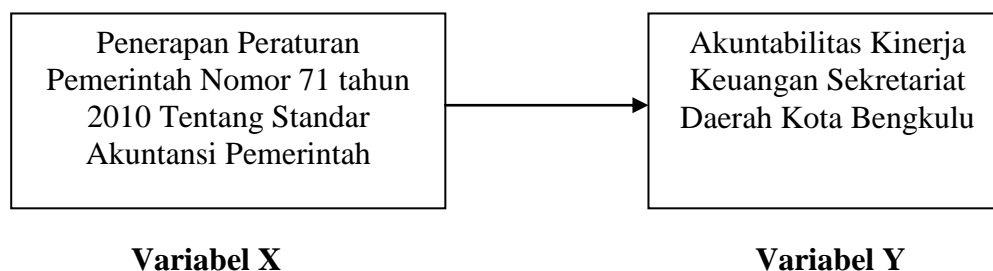 Penerapan Peraturan
Pemerintah Nomor 71 tahun
2010 Tentang Standar
Akuntansi Pemerintah
Akuntabilitas Kinerja
Keuangan Sekretariat
Daerah Kota Bengkulu
Variabel X
Variabel Y